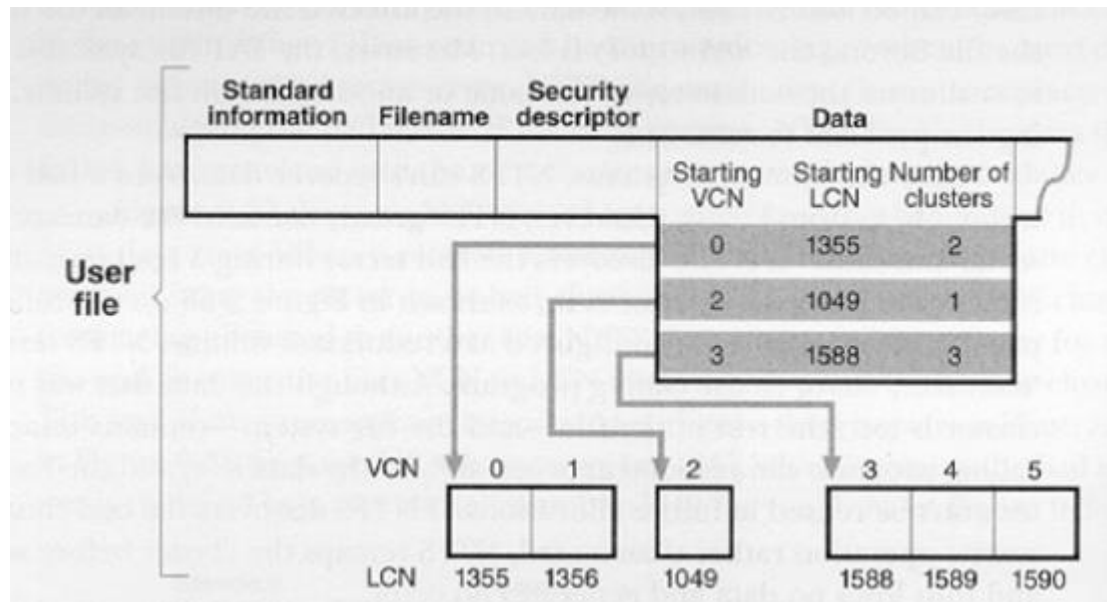 Standard information Filename Security descriptor Data
Starting VCN Starting LCN Number of clusters
0 1355 2
2 1049 1
3 1588 3
User file
VCN 0 1 2 3 4 5
LCN 1355 1356 1049 1588 1589 1590